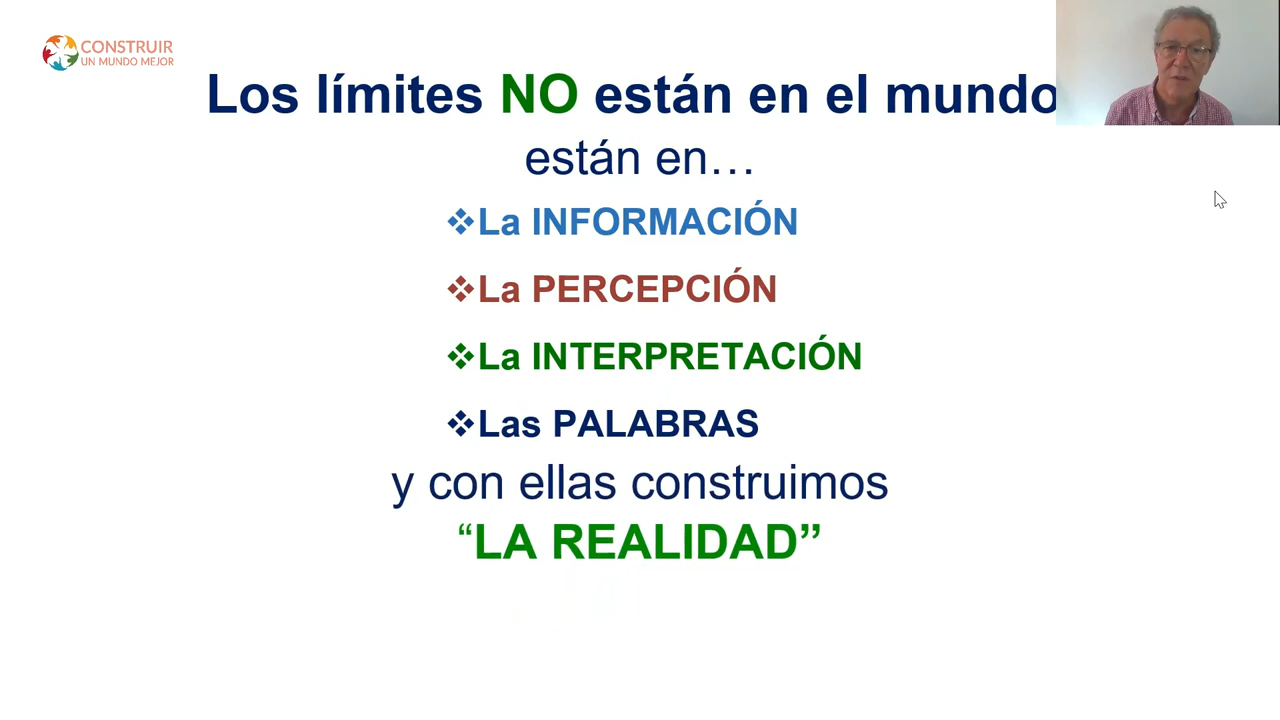 CONSTRUIR
UN MUNDO MEJOR
Los límites NO están en el mundo
están en…
❖La INFORMACIÓN
❖La PERCEPCIÓN
❖La INTERPRETACIÓN
❖Las PALABRAS
y con ellas construimos
“LA REALIDAD”